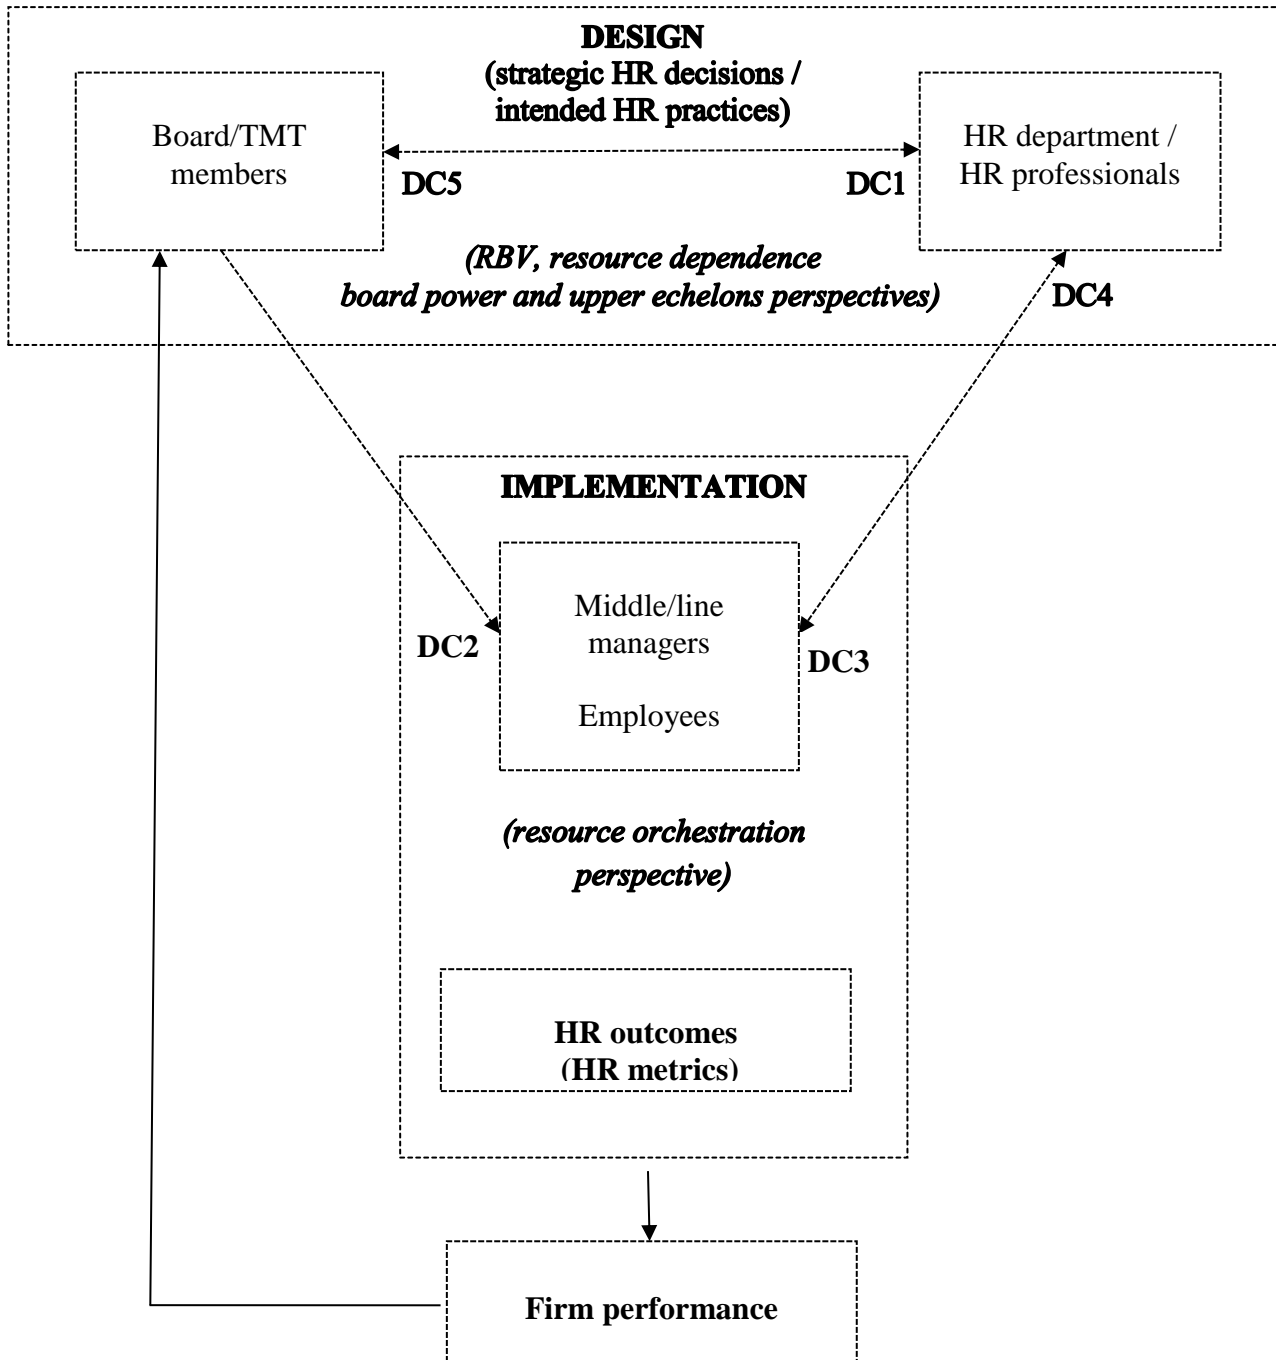 DESIGN
(strategic HR decisions /
intended HR practices)
Board/TMT
members
HR department /
HR professionals
DC5
DC1
(RBV, resource dependence
board power and upper echelons perspectives)
DC4
IMPLEMENTATION
Middle/line
managers
Employees
DC2
DC3
(resource orchestration
perspective)
HR outcomes
(HR metrics)
Firm performance